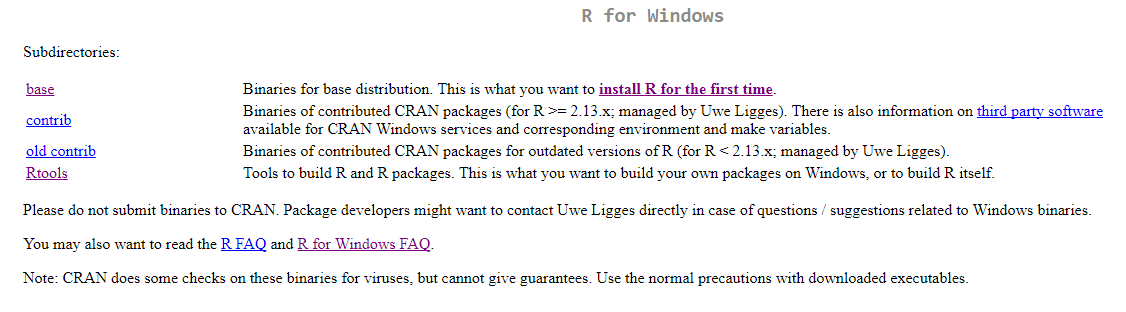 R for Windows
Subdirectories:
base Binaries for base distribution. This is what you want to install R for the first time.
contrib Binaries of contributed CRAN packages (for R >= 2.13.x; managed by Uwe Ligges). There is also information on third party software
available for CRAN Windows services and corresponding environment and make variables.
old contrib Binaries of contributed CRAN packages for outdated versions of R (for R < 2.13.x; managed by Uwe Ligges).
Rtools Tools to build R and R packages. This is what you want to build your own packages on Windows, or to build R itself.
Please do not submit binaries to CRAN. Package developers might want to contact Uwe Ligges directly in case of questions / suggestions related to Windows binaries.
You may also want to read the R FAQ and R for Windows FAQ.
Note: CRAN does some checks on these binaries for viruses, but cannot give guarantees. Use the normal precautions with downloaded executables.